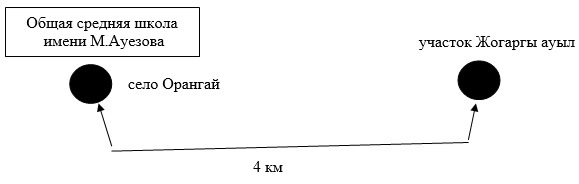 Общая средняя школа
имени М.Ауезова
участок Жогаргы ауыл
село Орангай
4 км